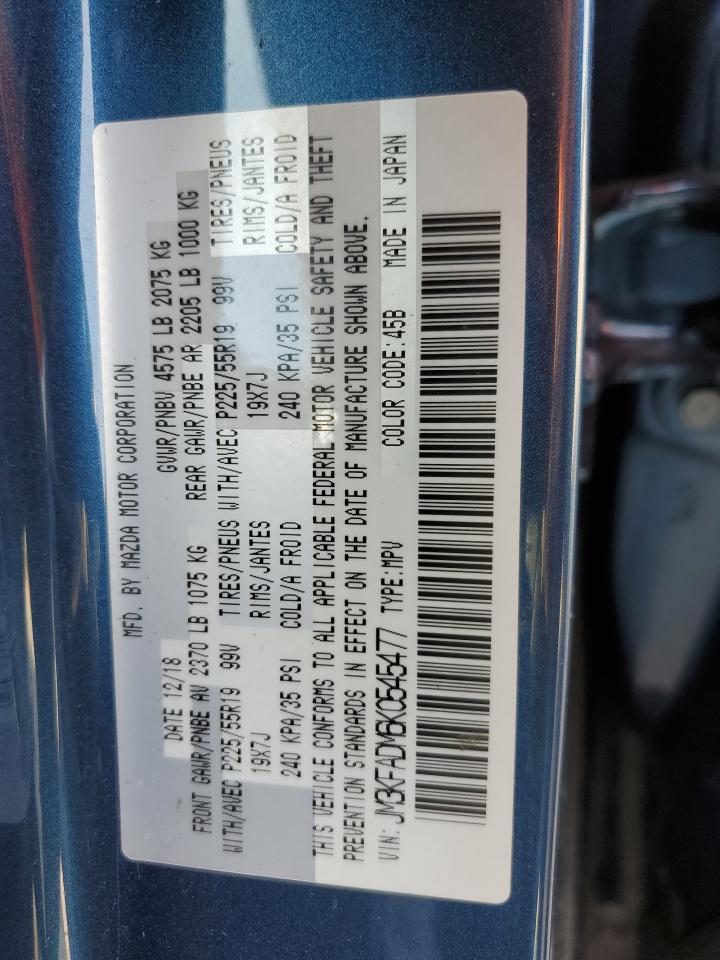 MFD. BY MAZDA MOTOR CORPORATION
DATE 12/18 GVWR/PNBV 4575 LB 2075 KG
FRONT GAWR/PNBE AV 2370 LB 1075 KG REAR GAWR/PNBE AR 2205 LB 1000 KG
WITH/AVEC P225/55R19 99V TIRES/PNEUS WITH/AVEC P225/55R19 99V TIRES/PNEUS
19X7J RIMS/JANTES 19X7J RIMS/JANTES
240 KPA/35 PSI COLD/A FROID 240 KPA/35 PSI COLD/A FROID
THIS VEHICLE CONFORMS TO ALL APPLICABLE FEDERAL MOTOR VEHICLE SAFETY AND THEFT
PREVENTION STANDARDS IN EFFECT ON THE DATE OF MANUFACTURE SHOWN ABOVE.
VIN: JM3KFADM8K0545477 TYPE:MPV COLOR CODE:45B MADE IN JAPAN